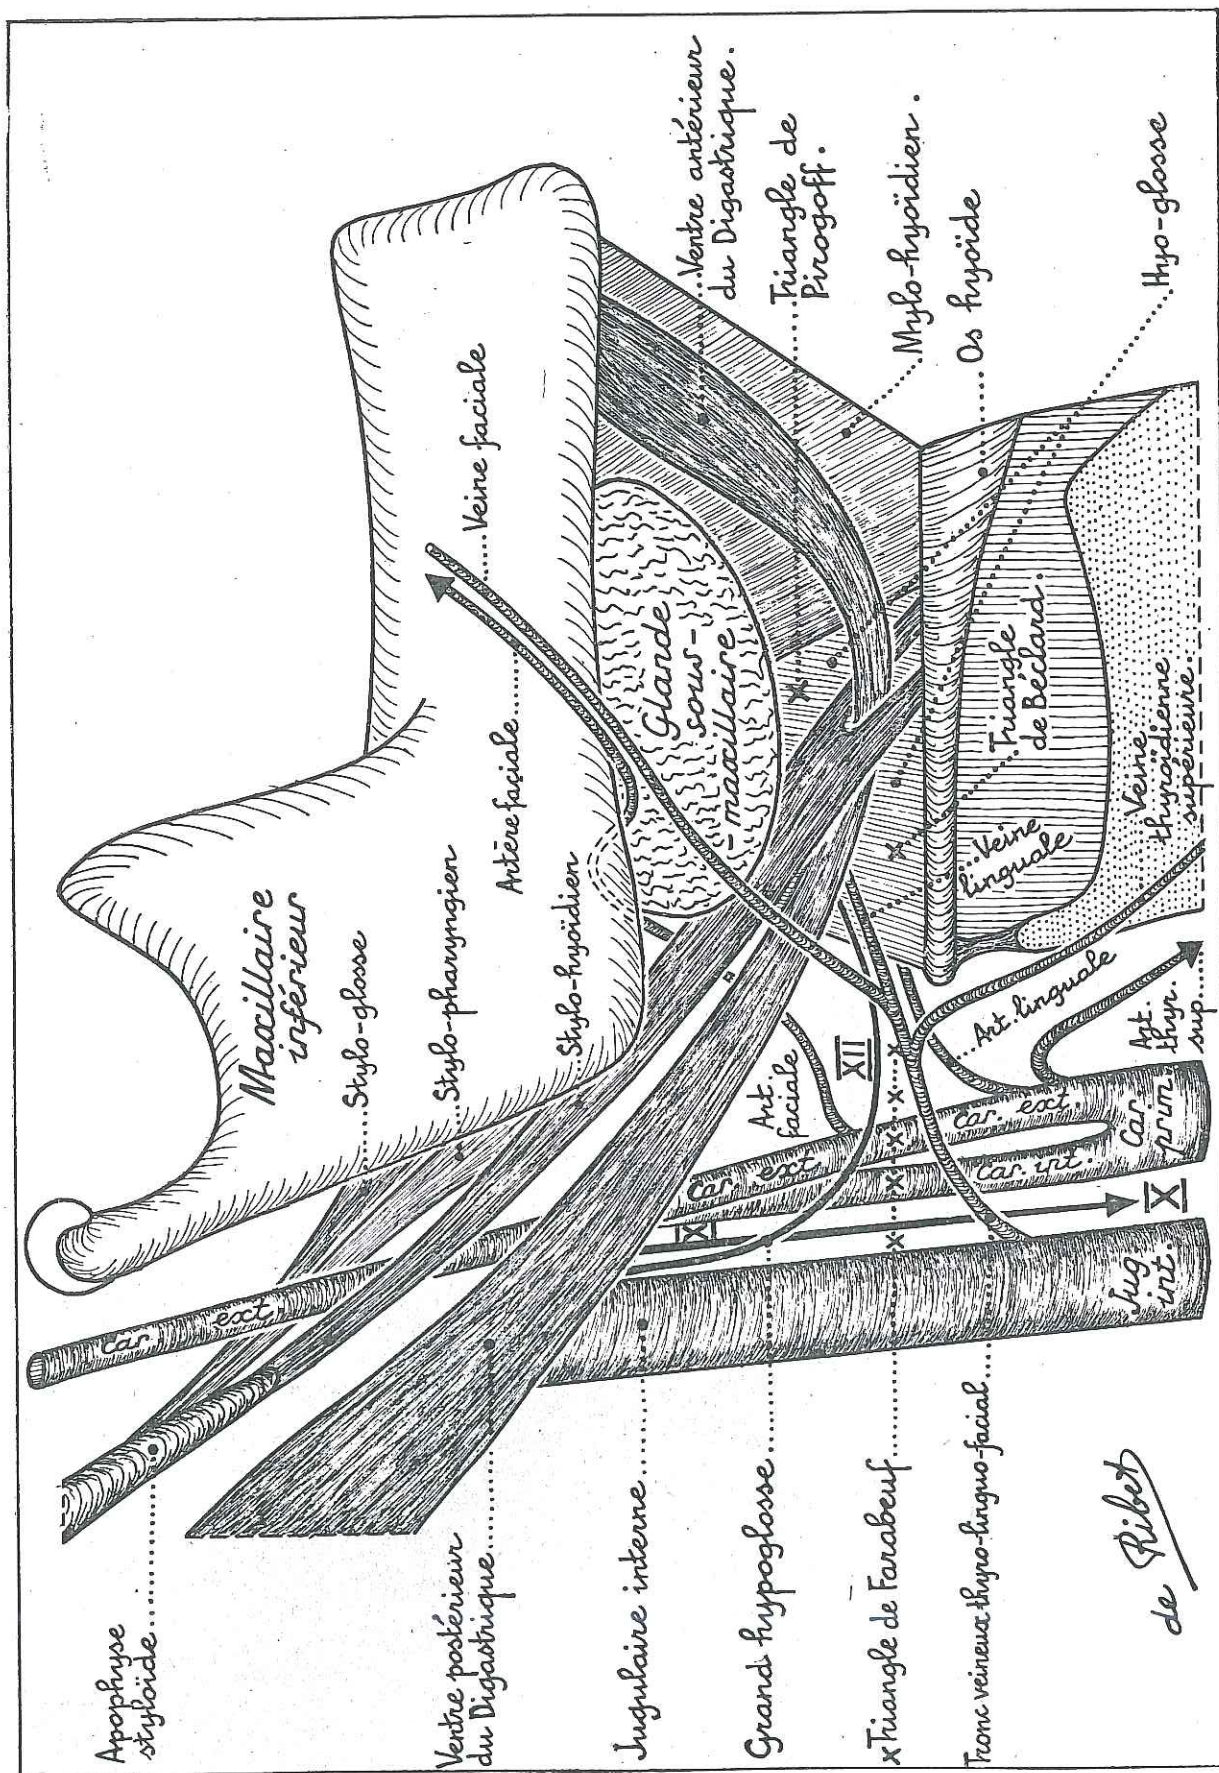 Apophyse
styloïde
Ventre postérieur
du Digastrique
Jugulaire interne
Grand hypoglosse
x Triangle de Farabeuf
Tronc veineux thyro-linguo-facial
de Ribet
Maxillaire
inférieur
Stylo-glosse
Stylo-pharyngien
Stylo-hyoïdien
Artère faciale
Veine faciale
Car. ext.
Glande
sous-
-maxillaire
Ventre antérieur
du Digastrique.
Triangle de
Pirogoff.
Mylo-hyoïdien.
Os hyoïde
Hyo-glosse
Art.
faciale
XII
Car. ext.
XI
Car. ext.
Car. int.
Car.
prim.
X
Jug.
int.
Veine
linguale
Triangle
de Béclard.
Art. linguale
Art.
thyr.
sup.
Veine
thyroïdienne
supérieure.